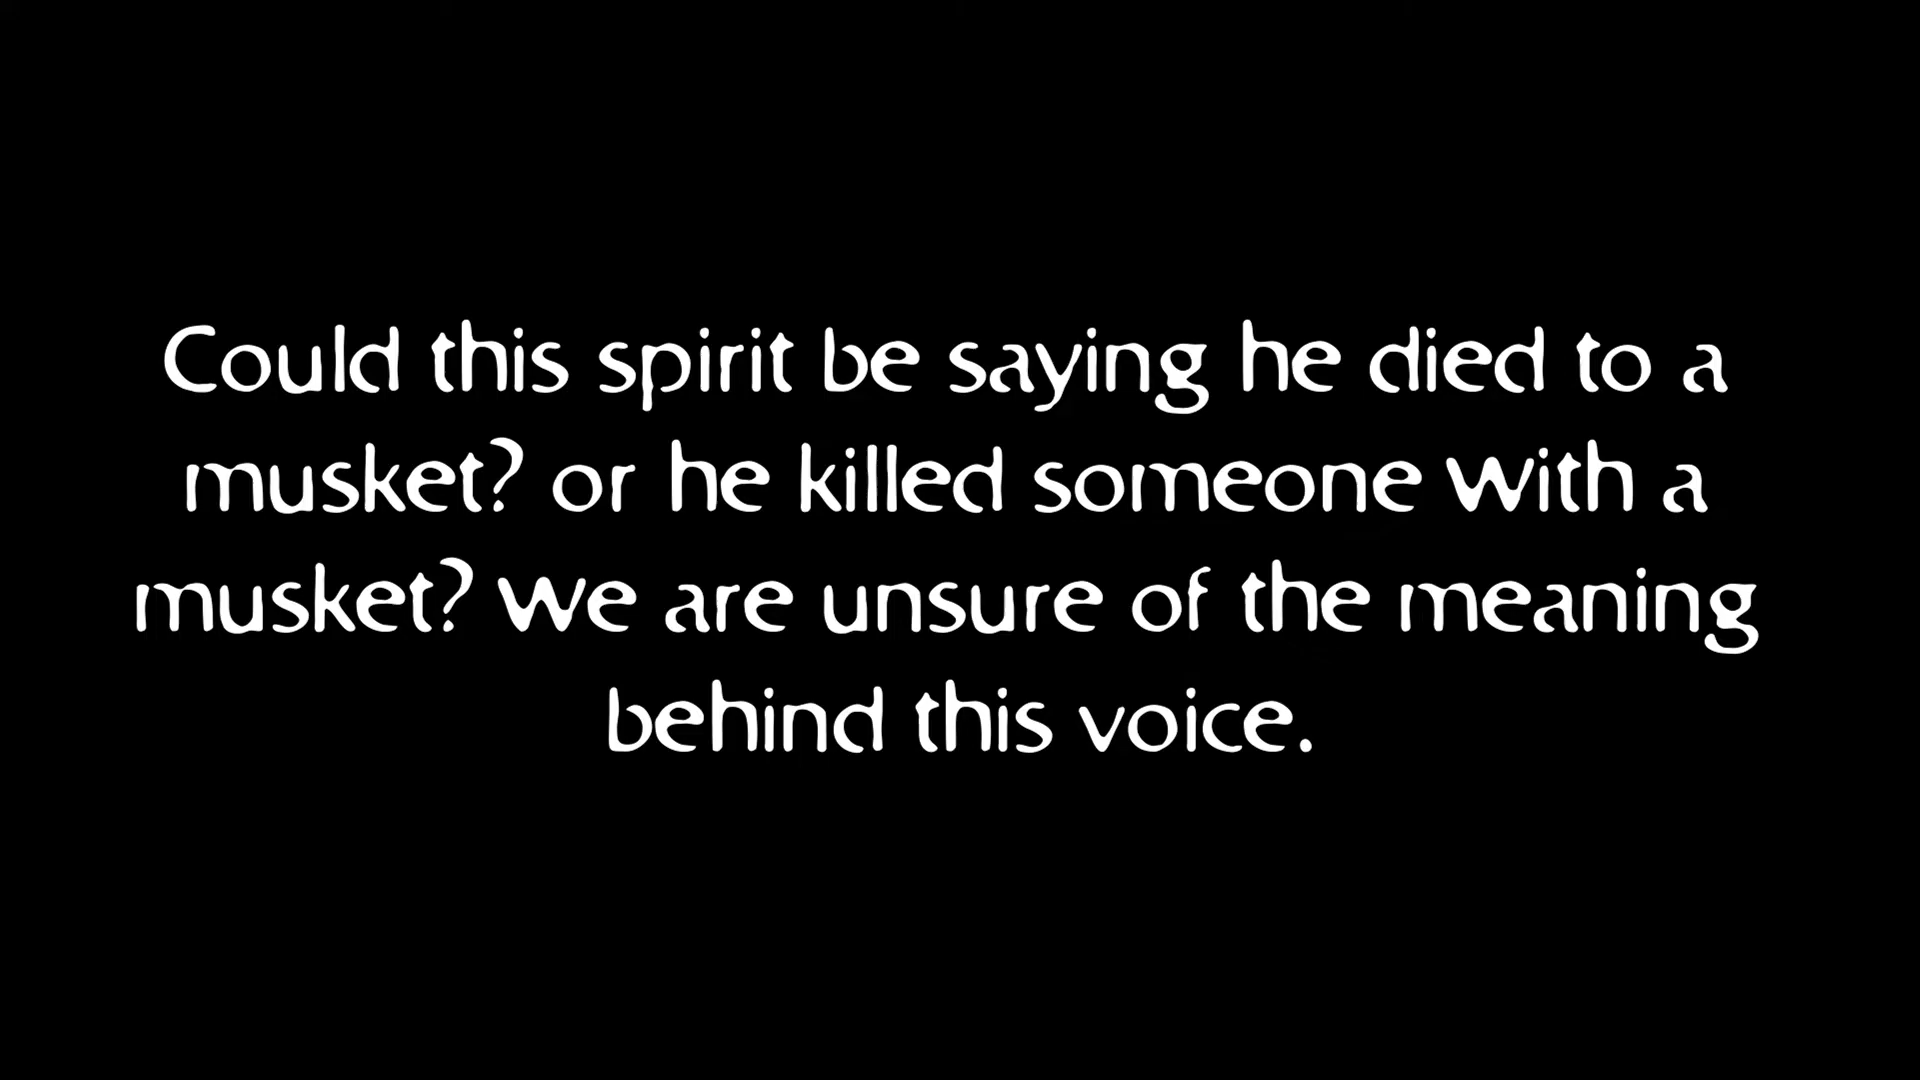 Could this spirit be saying he died to a
musket? or he killed someone with a
musket? We are unsure of the meaning
behind this voice.